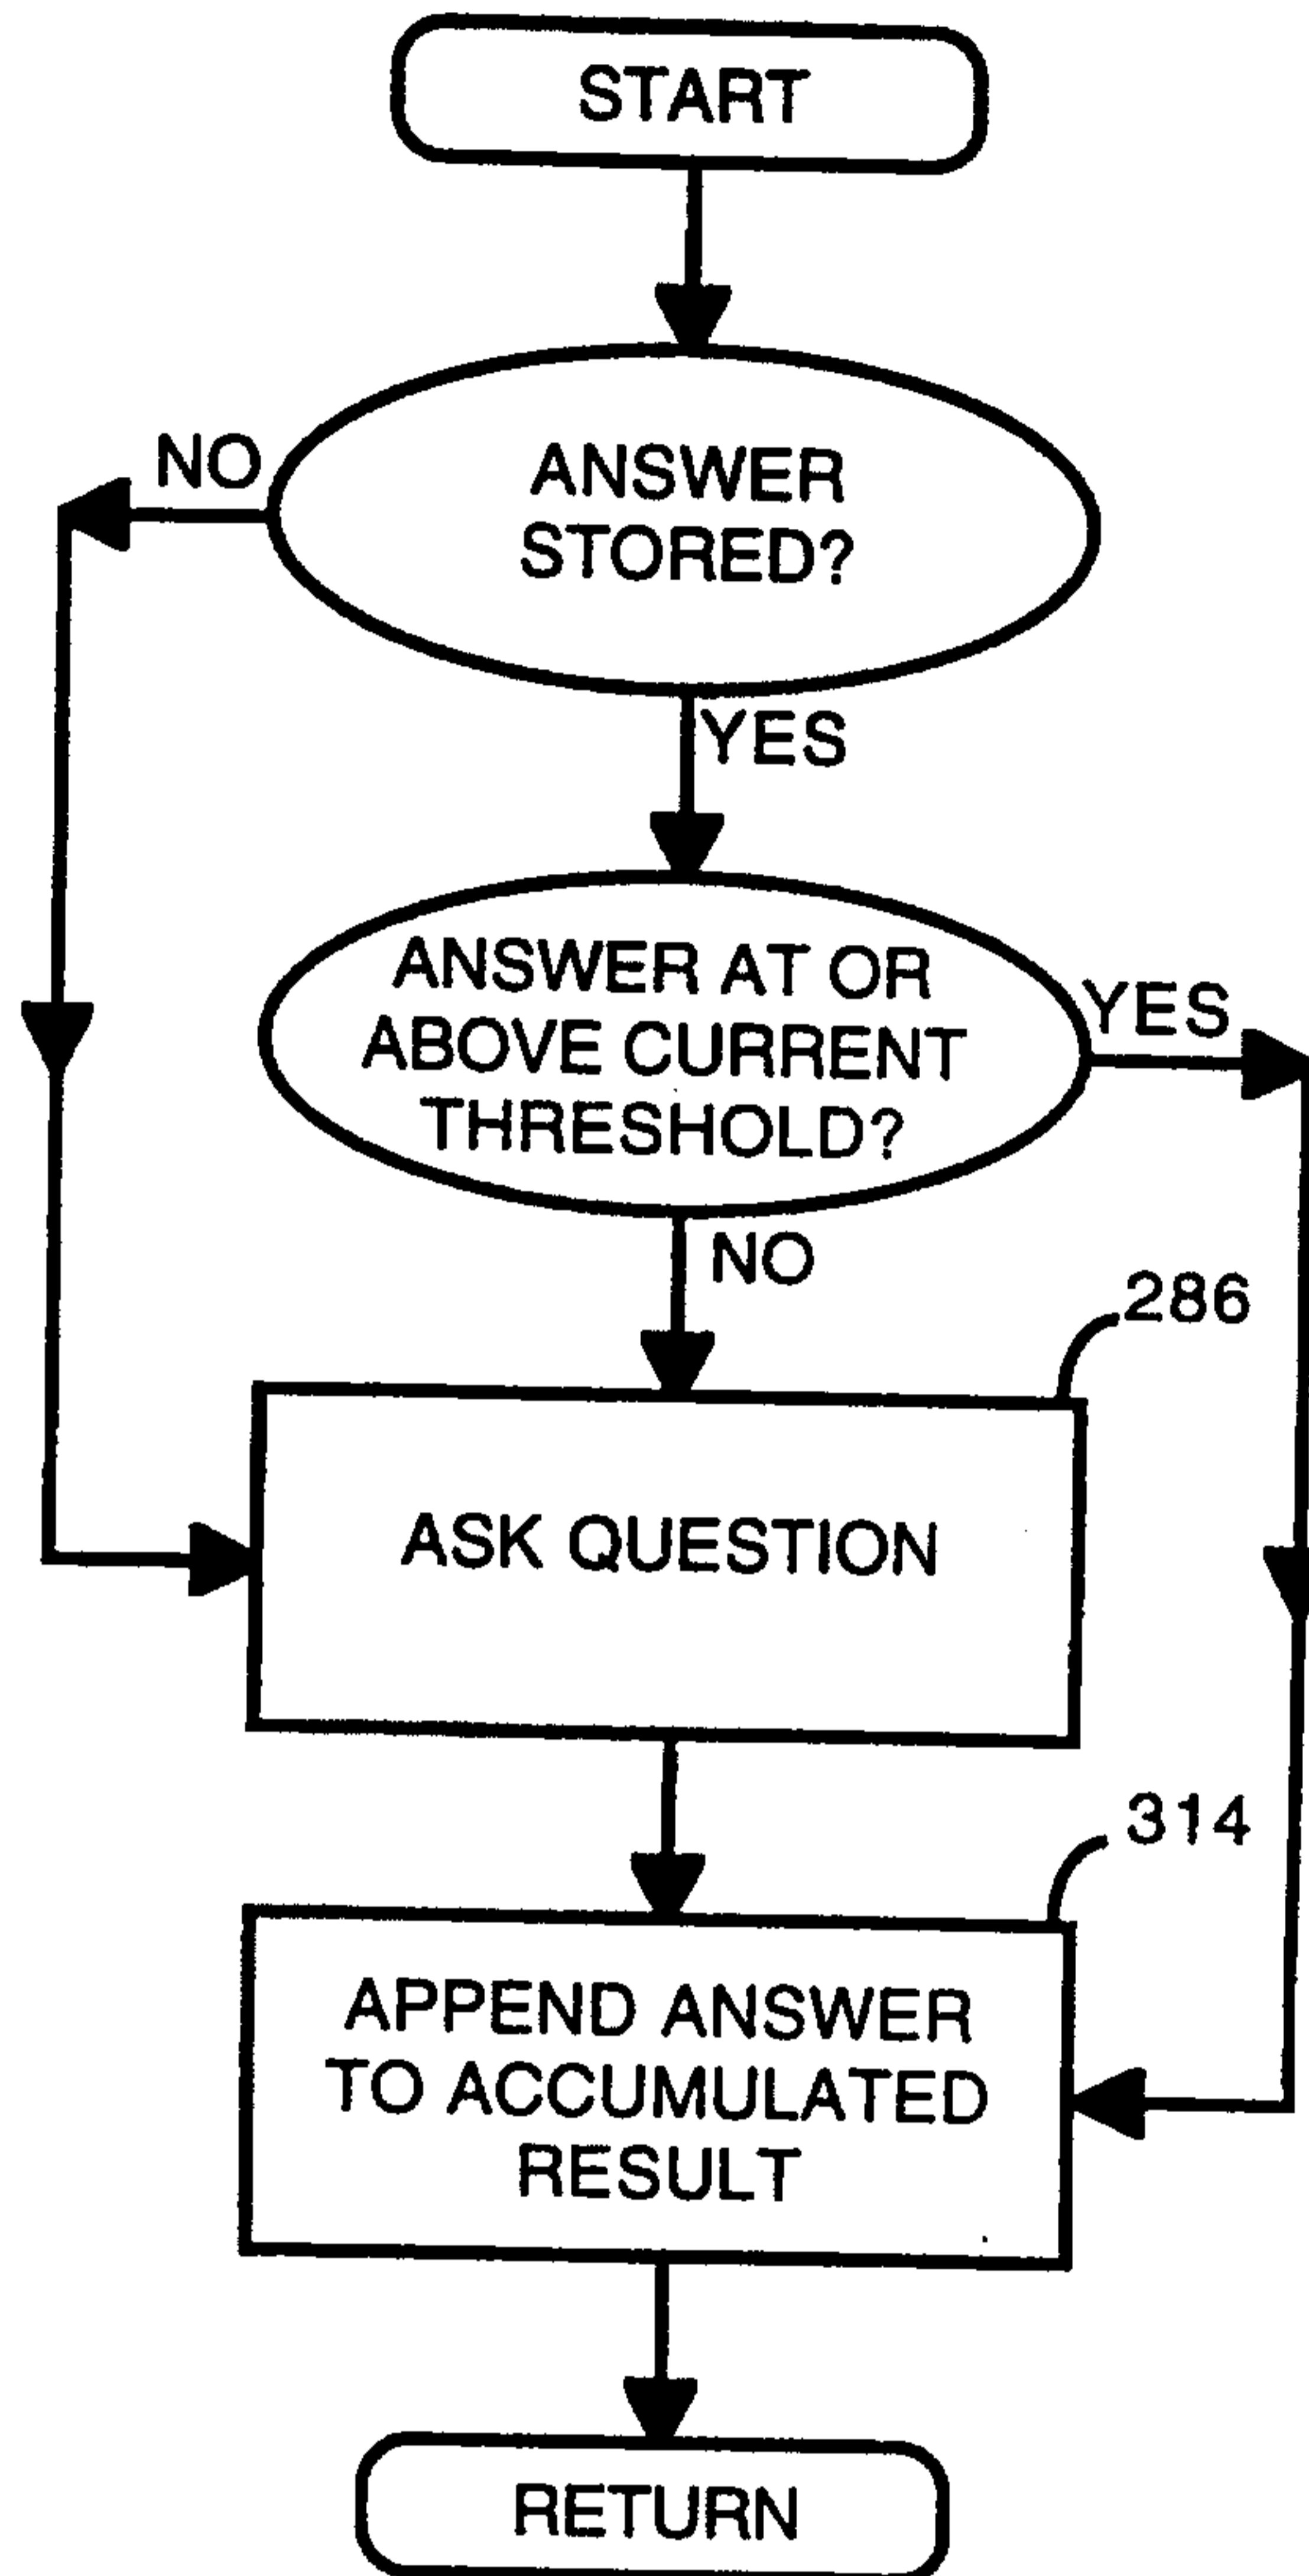 START
NO
ANSWER
STORED?
YES
ANSWER AT OR
ABOVE CURRENT
THRESHOLD?
YES
NO
286
ASK QUESTION
314
APPEND ANSWER
TO ACCUMULATED
RESULT
RETURN